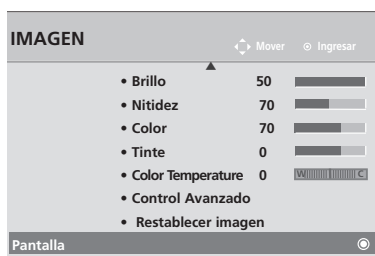 IMAGEN
Mover
Ingresar
• Brillo 50
• Nitidez 70
• Color 70
• Tinte 0
• Color Temperature 0 W C
• Control Avanzado
• Restablecer imagen
Pantalla